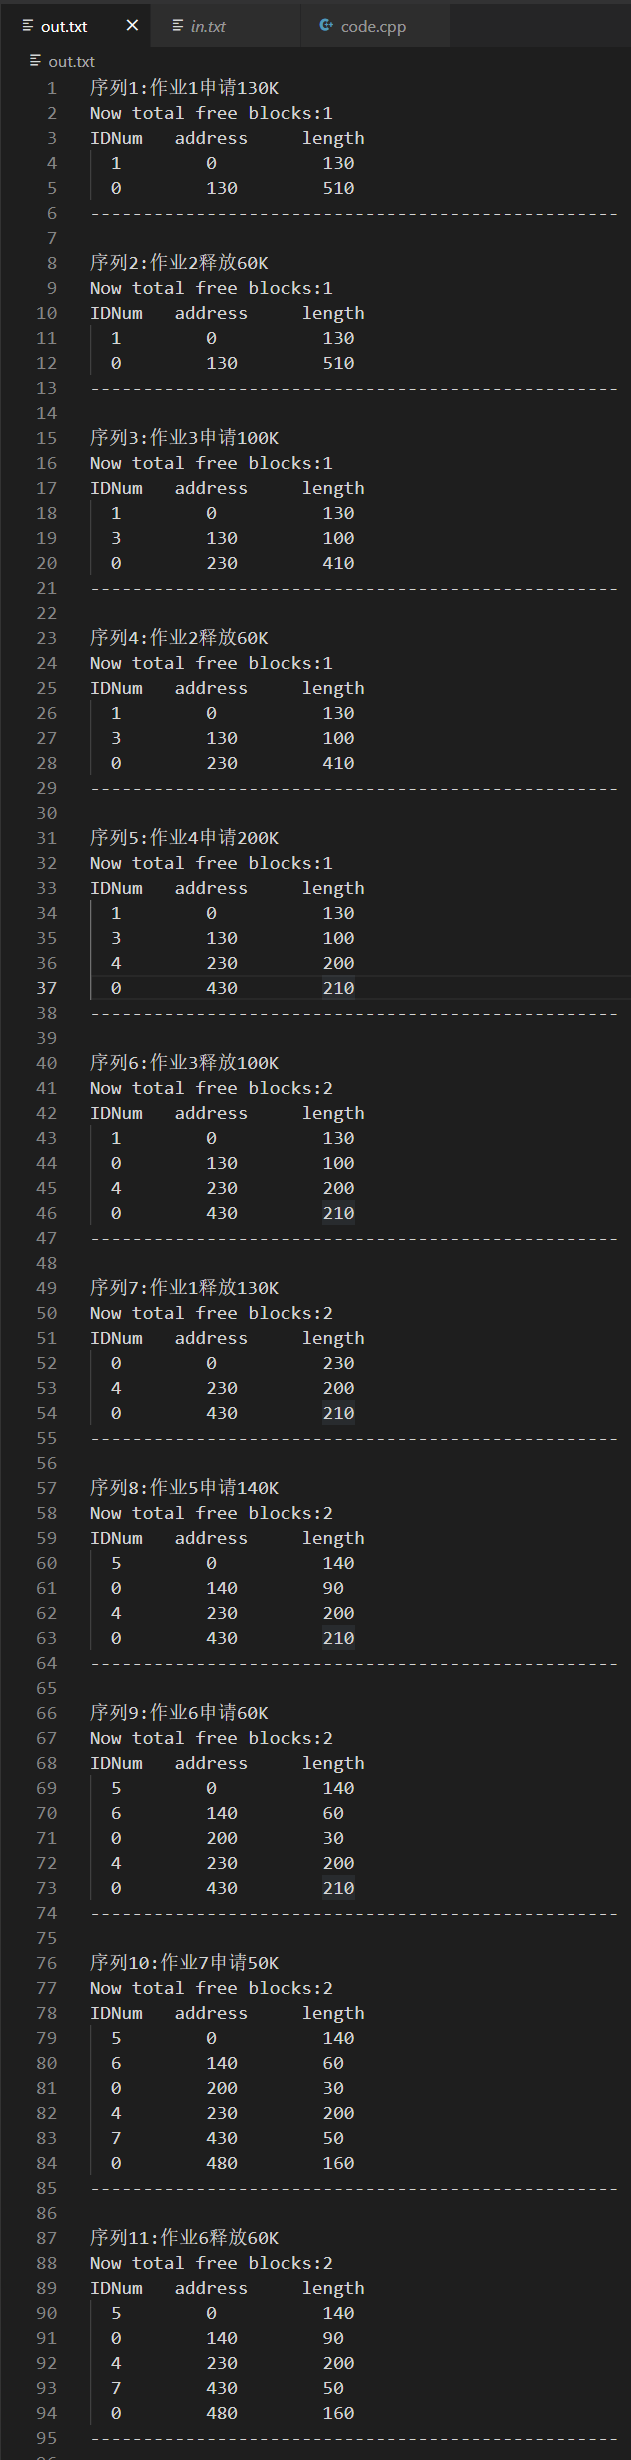 out.txt × in.txt code.cpp
out.txt
1 序列1:作业1申请130K
2 Now total free blocks:1
3 IDNum address length
4 1 0 130
5 0 130 510
6 --------------------------------------------------
7
8 序列2:作业2释放60K
9 Now total free blocks:1
10 IDNum address length
11 1 0 130
12 0 130 510
13 --------------------------------------------------
14
15 序列3:作业3申请100K
16 Now total free blocks:1
17 IDNum address length
18 1 0 130
19 3 130 100
20 0 230 410
21 --------------------------------------------------
22
23 序列4:作业2释放60K
24 Now total free blocks:1
25 IDNum address length
26 1 0 130
27 3 130 100
28 0 230 410
29 --------------------------------------------------
30
31 序列5:作业4申请200K
32 Now total free blocks:1
33 IDNum address length
34 1 0 130
35 3 130 100
36 4 230 200
37 0 430 210
38 --------------------------------------------------
39
40 序列6:作业3释放100K
41 Now total free blocks:2
42 IDNum address length
43 1 0 130
44 0 130 100
45 4 230 200
46 0 430 210
47 --------------------------------------------------
48
49 序列7:作业1释放130K
50 Now total free blocks:2
51 IDNum address length
52 0 0 230
53 4 230 200
54 0 430 210
55 --------------------------------------------------
56
57 序列8:作业5申请140K
58 Now total free blocks:2
59 IDNum address length
60 5 0 140
61 0 140 90
62 4 230 200
63 0 430 210
64 --------------------------------------------------
65
66 序列9:作业6申请60K
67 Now total free blocks:2
68 IDNum address length
69 5 0 140
70 6 140 60
71 0 200 30
72 4 230 200
73 0 430 210
74 --------------------------------------------------
75
76 序列10:作业7申请50K
77 Now total free blocks:2
78 IDNum address length
79 5 0 140
80 6 140 60
81 0 200 30
82 4 230 200
83 7 430 50
84 0 480 160
85 --------------------------------------------------
86
87 序列11:作业6释放60K
88 Now total free blocks:2
89 IDNum address length
90 5 0 140
91 0 140 90
92 4 230 200
93 7 430 50
94 0 480 160
95 --------------------------------------------------